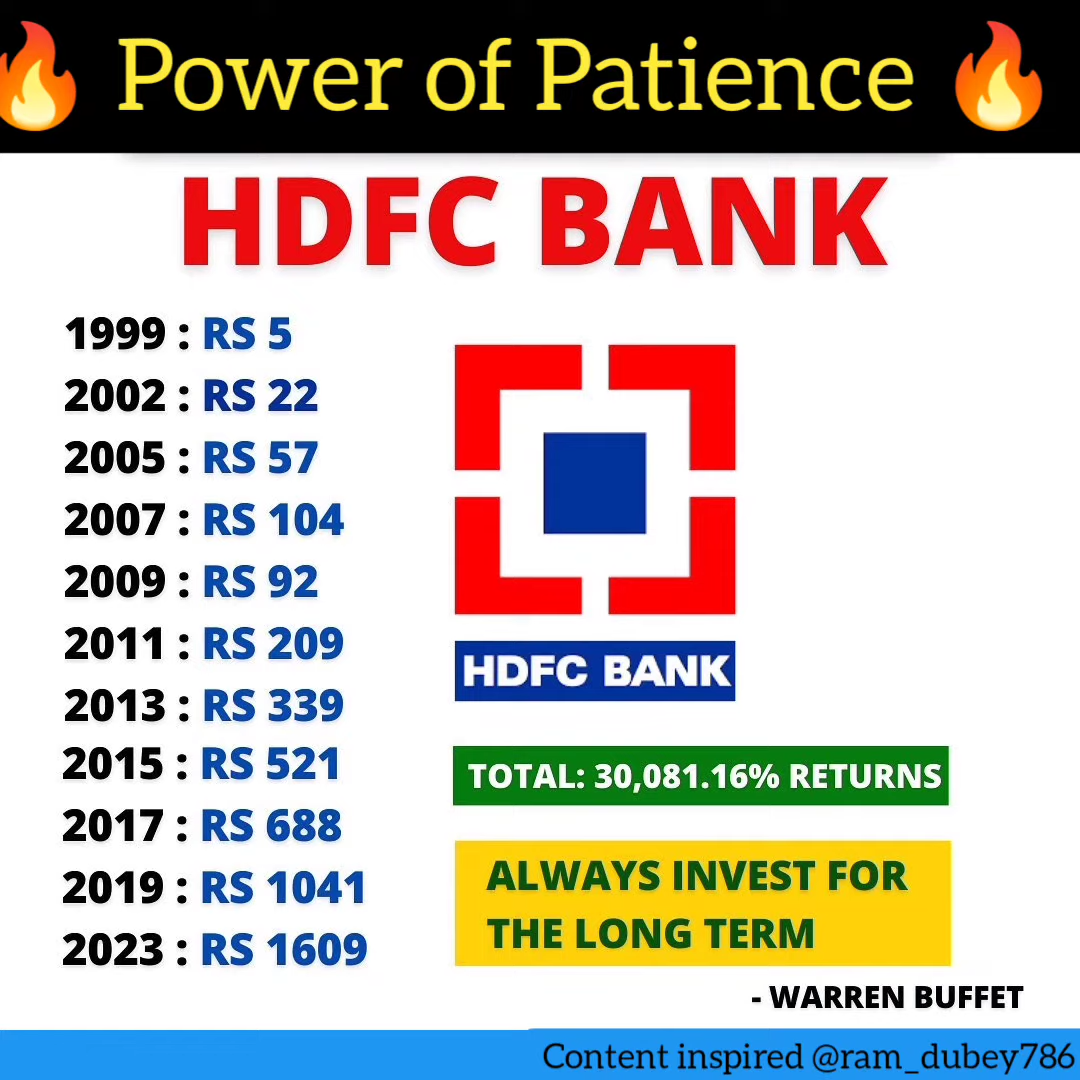 🔥 Power of Patience 🔥
HDFC BANK
1999 : RS 5
2002 : RS 22
2005 : RS 57
2007 : RS 104
2009 : RS 92
2011 : RS 209
2013 : RS 339
2015 : RS 521
2017 : RS 688
2019 : RS 1041
2023 : RS 1609
HDFC BANK
TOTAL: 30,081.16% RETURNS
ALWAYS INVEST FOR
THE LONG TERM
- WARREN BUFFET
Content inspired @ram_dubey786